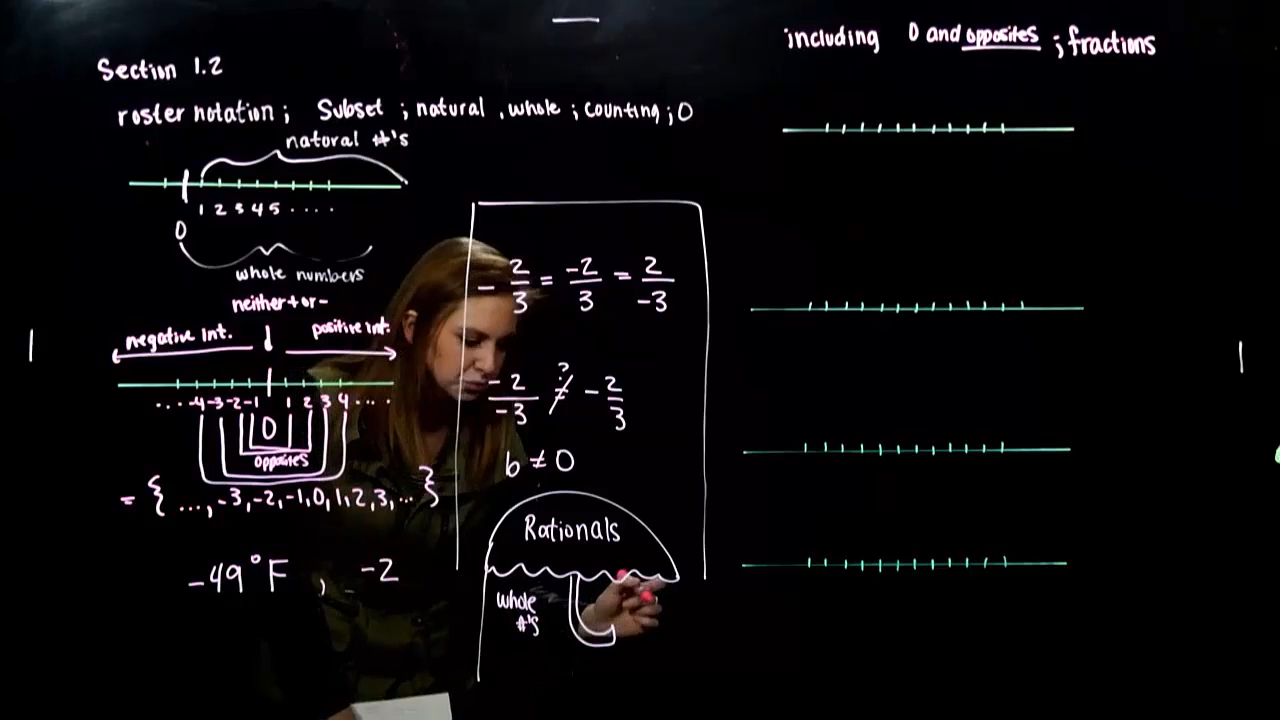 Section 1.2
roster notation; Subset; natural, whole; counting; 0
including 0 and opposites; fractions
natural #'s
1 2 3 4 5 ....
0
whole numbers
neither + or -
negative int. positive int.
... -4 -3 -2 -1 1 2 3 4 ....
0
opposites
= {..., -3, -2, -1, 0, 1, 2, 3, ...}
-49°F, -2
- 2/3 = -2/3 = 2/-3
-2/-3 ≠? - 2/3
b ≠ 0
Rationals
whole
#'s